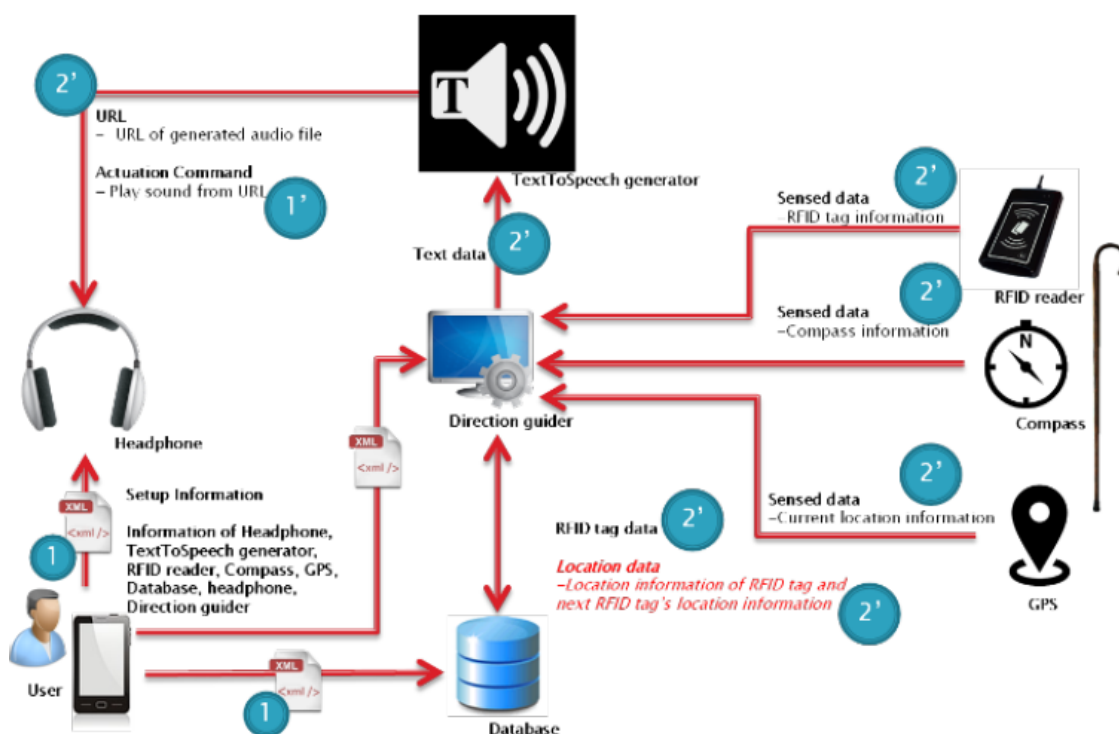 2'
URL
– URL of generated audio file
Actuation Command
– Play sound from URL
1'
T
TextToSpeech generator
Text data
2'
Sensed data
–RFID tag information
2'
RFID reader
Sensed data
–Compass information
2'
N
Compass
Direction guider
Headphone
XML
<xml />
XML
<xml />
1
Setup Information
Information of Headphone,
TextToSpeech generator,
RFID reader, Compass, GPS,
Database, headphone,
Direction guider
User
XML
<xml />
1
Database
RFID tag data
2'
Location data
–Location information of RFID tag and
next RFID tag's location information
2'
Sensed data
–Current location information
2'
GPS